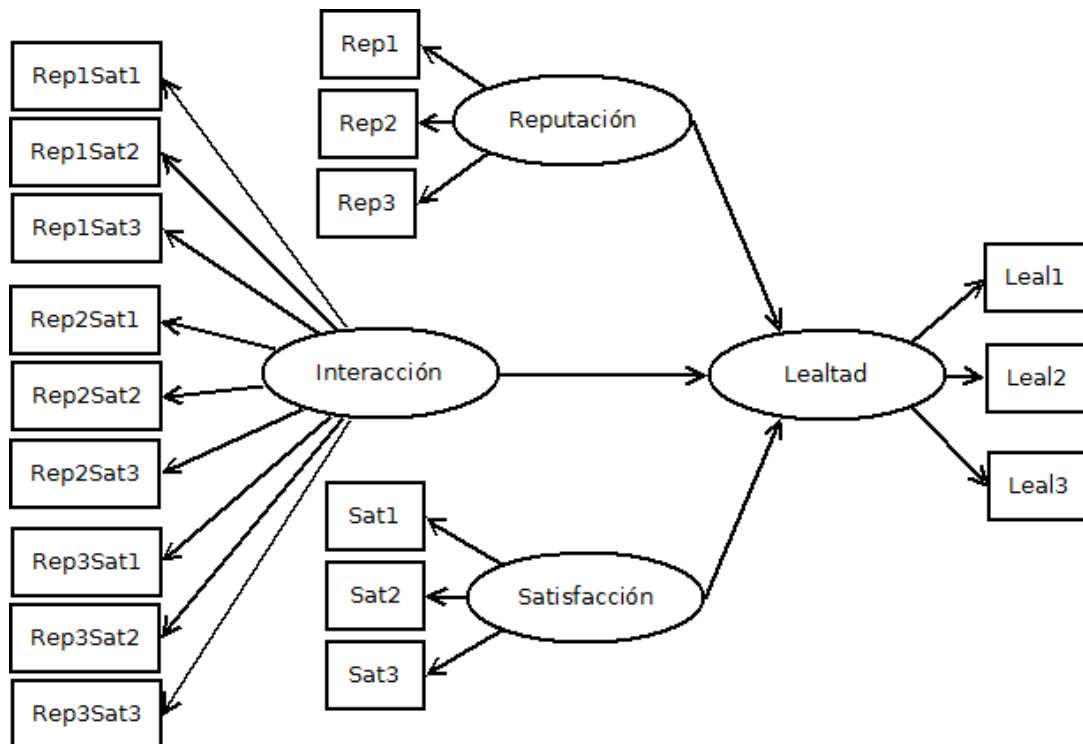 Rep1Sat1
Rep1Sat2
Rep1Sat3
Rep2Sat1
Rep2Sat2
Rep2Sat3
Rep3Sat1
Rep3Sat2
Rep3Sat3
Interacción
Rep1
Rep2
Rep3
Reputación
Sat1
Sat2
Sat3
Satisfacción
Lealtad
Leal1
Leal2
Leal3